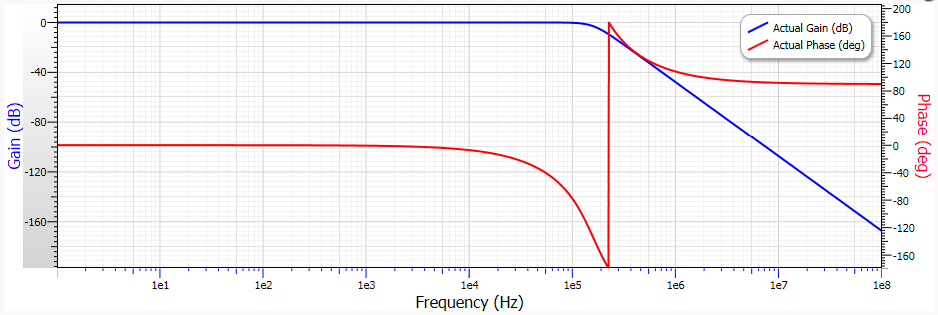 Gain (dB)
0
-40
-80
-120
-160
Actual Gain (dB)
Actual Phase (deg)
200
160
120
80
40
0
-40
-80
-120
-160
Phase (deg)
1e1 1e2 1e3 1e4 1e5 1e6 1e7 1e8
Frequency (Hz)